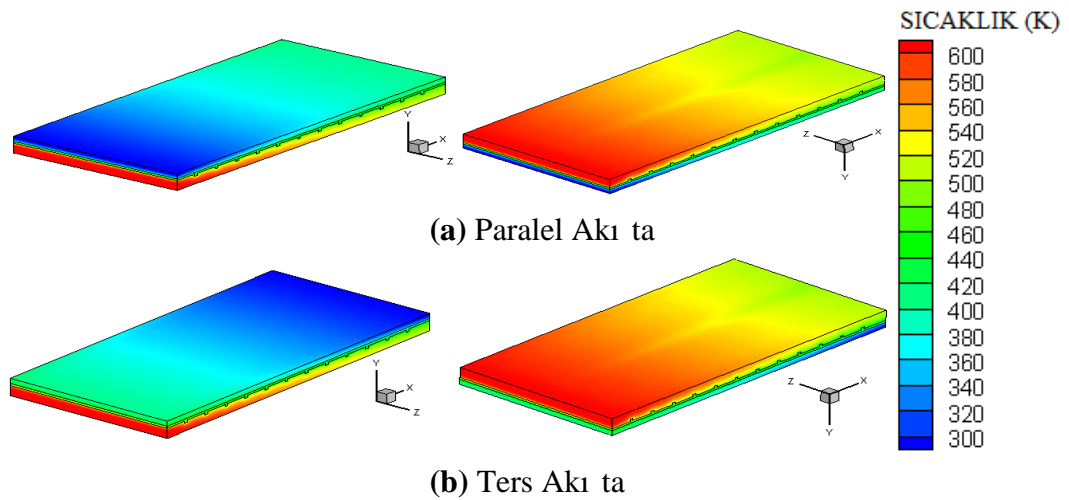 SICAKLIK (K)
600
580
560
540
520
500
480
460
440
420
400
380
360
340
320
300
Y
X
Z
Z
X
Y
(a) Paralel Akı ta
Y
X
Z
Z
X
Y
(b) Ters Akı ta